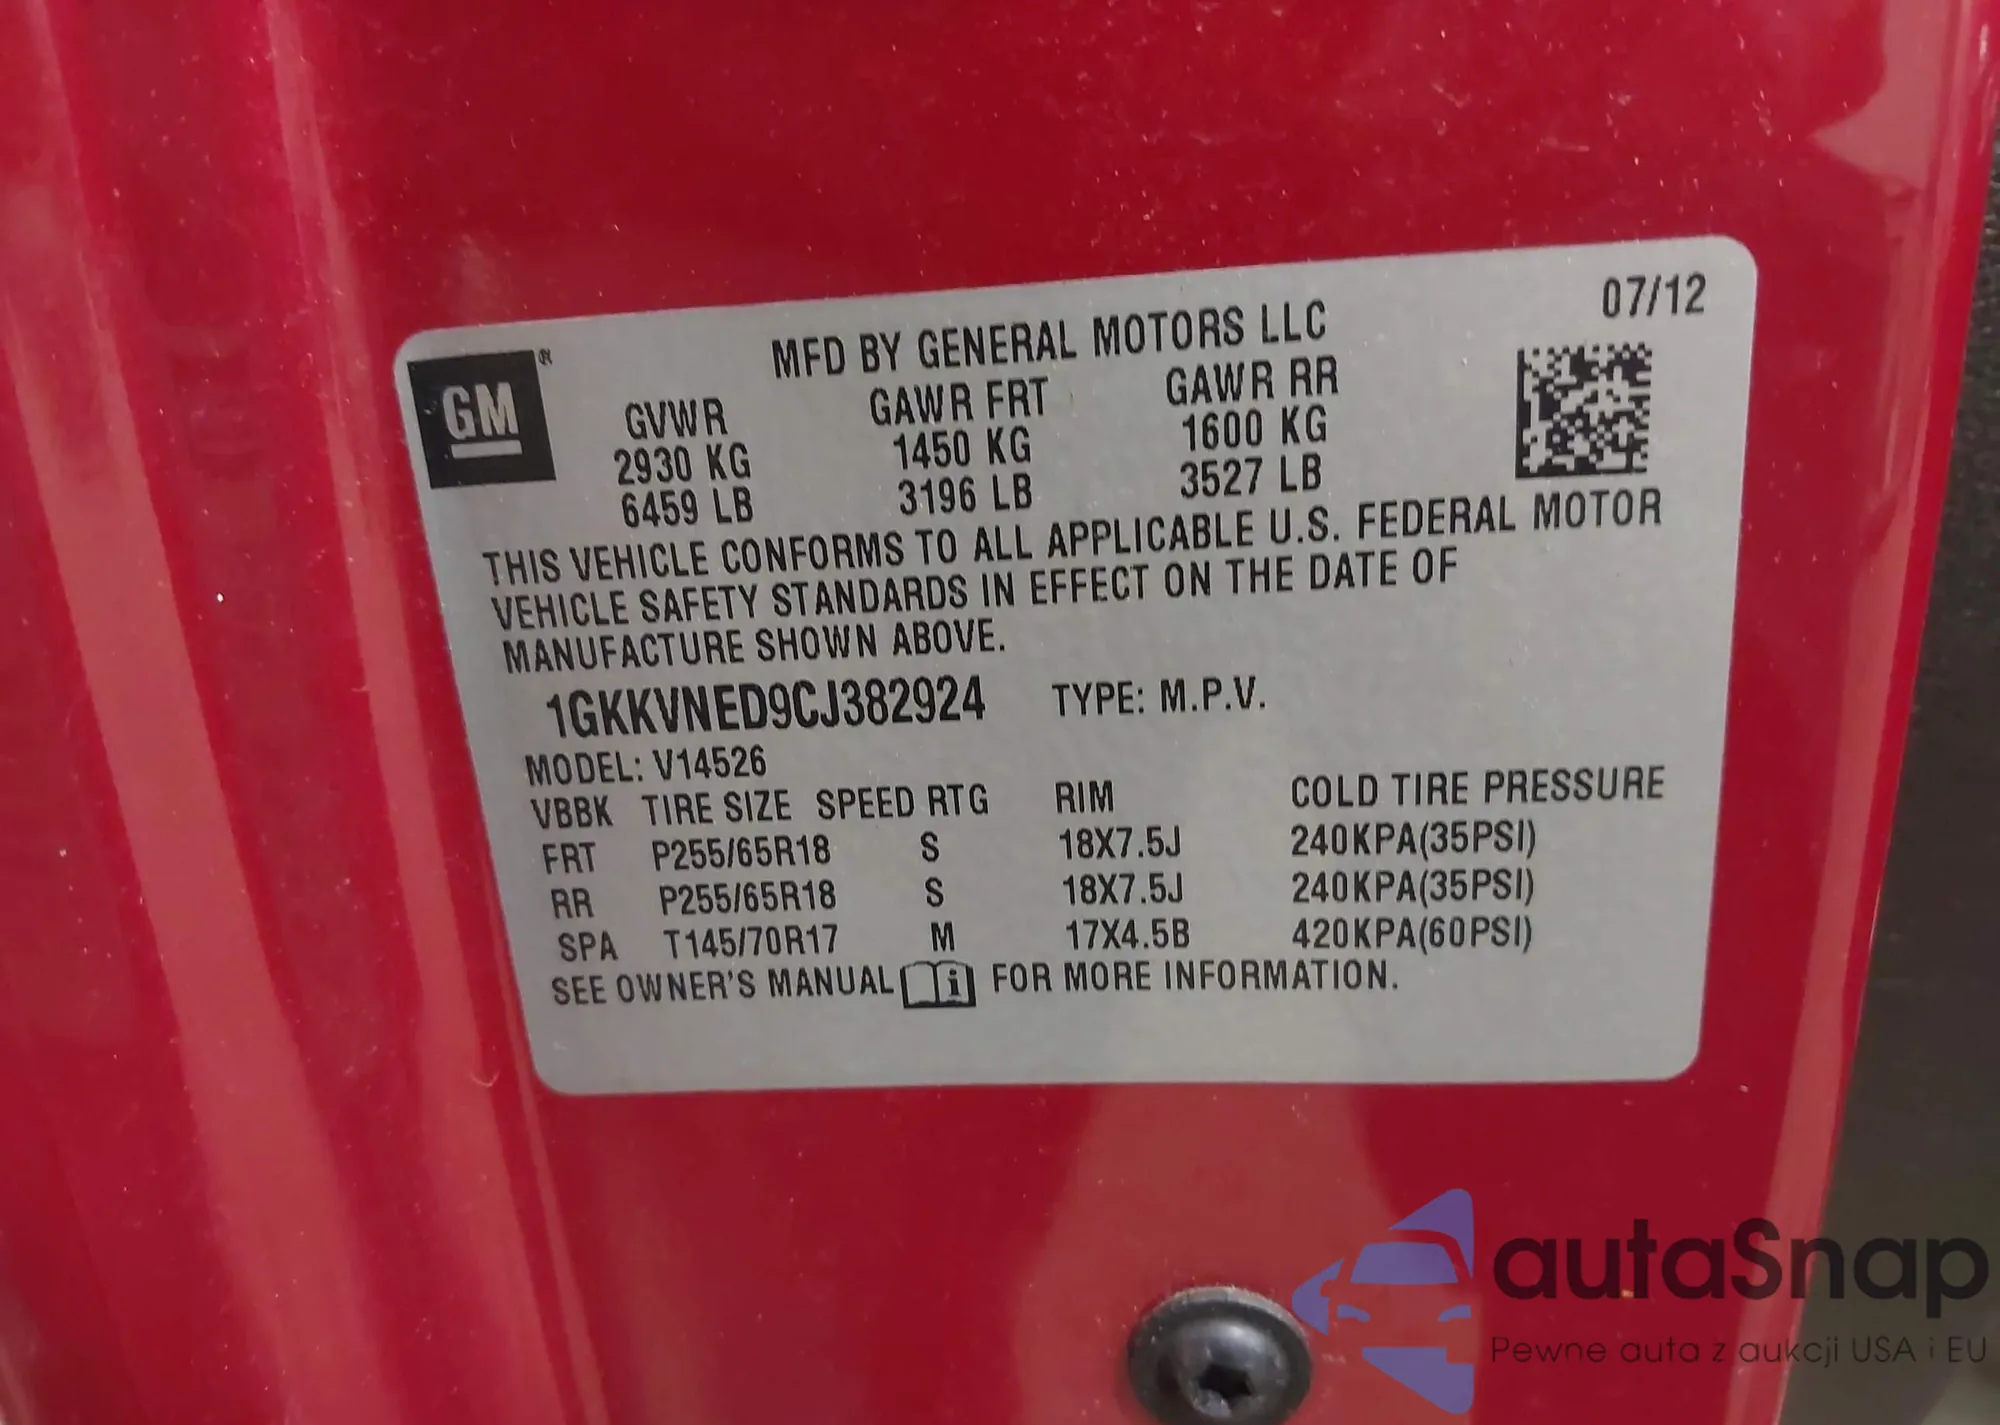 07/12
MFD BY GENERAL MOTORS LLC
GM ®
GVWR GAWR FRT GAWR RR
2930 KG 1450 KG 1600 KG
6459 LB 3196 LB 3527 LB
THIS VEHICLE CONFORMS TO ALL APPLICABLE U.S. FEDERAL MOTOR
VEHICLE SAFETY STANDARDS IN EFFECT ON THE DATE OF
MANUFACTURE SHOWN ABOVE.
1GKKVNED9CJ382924 TYPE: M.P.V.
MODEL: V14526
VBBK TIRE SIZE SPEED RTG RIM COLD TIRE PRESSURE
FRT P255/65R18 S 18X7.5J 240KPA(35PSI)
RR P255/65R18 S 18X7.5J 240KPA(35PSI)
SPA T145/70R17 M 17X4.5B 420KPA(60PSI)
SEE OWNER'S MANUAL i FOR MORE INFORMATION.
autaSnap
Pewne auta z aukcji USA i EU